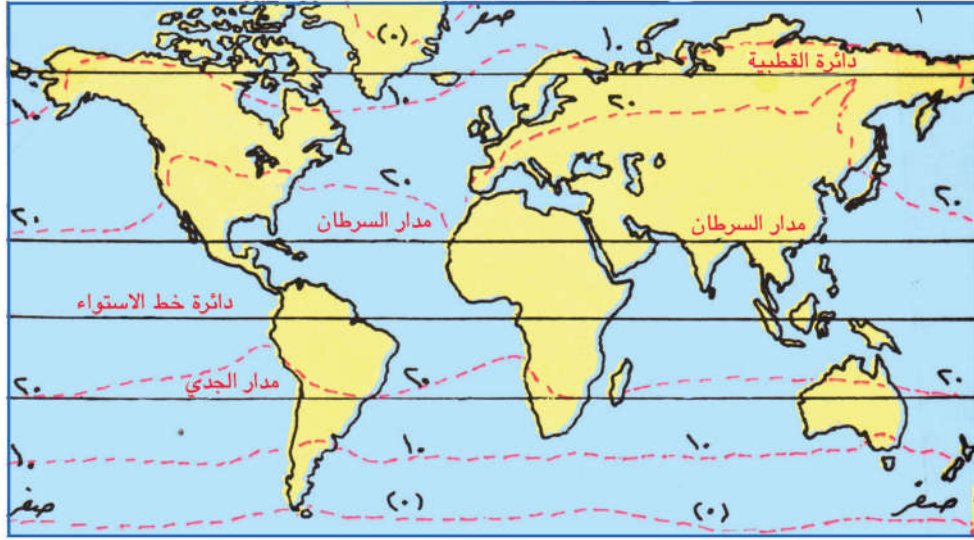 (٠) صفر ١
١٠
دائرة القطبية
١٠ ١٠
٢٠
٢٠ ٢٠ ٢٠
مدار السرطان مدار السرطان
دائرة خط الاستواء
٢٠ مدار الجدي ٢٠ ٢٠
١٠ ١٠ ١٠
صفر (٠) (٠) صفر